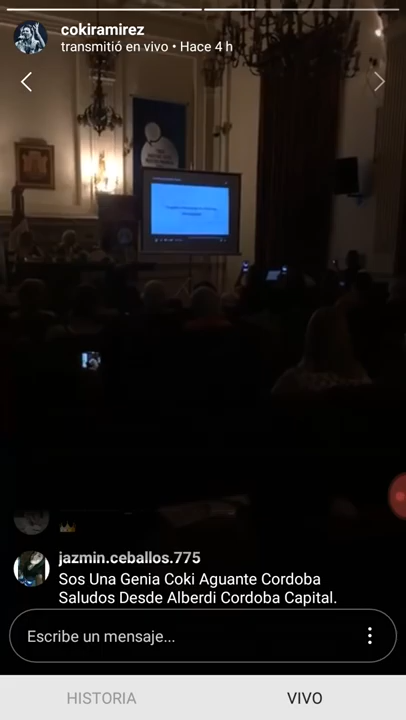 cokiramirez
transmitió en vivo • Hace 4 h
jazmin.ceballos.775
Sos Una Genia Coki Aguante Cordoba
Saludos Desde Alberdi Cordoba Capital.
Escribe un mensaje...
HISTORIA
VIVO